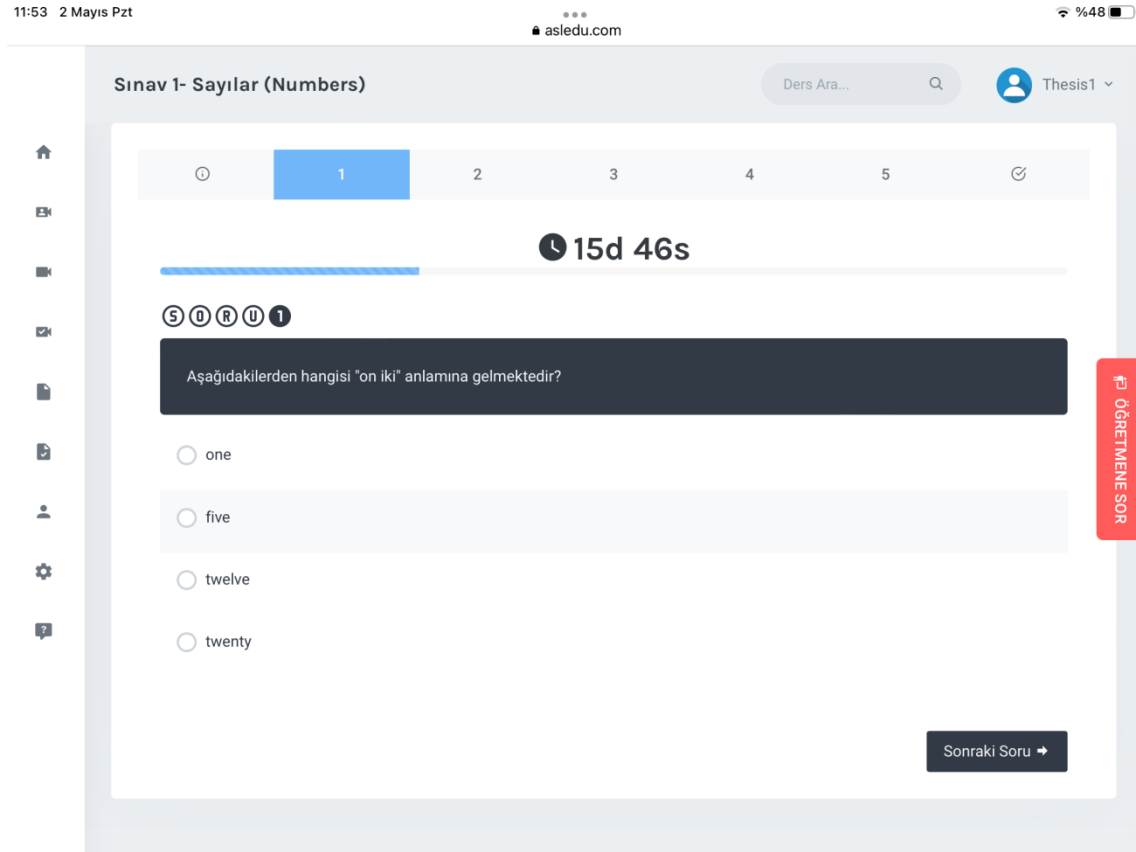 11:53 2 Mayıs Pzt
%48
asledu.com
Sınav 1- Sayılar (Numbers)
Ders Ara...
Thesis1
1 2 3 4 5
15d 46s
SORU1
Aşağıdakilerden hangisi "on iki" anlamına gelmektedir?
one
five
twelve
twenty
ÖĞRETMENE SOR
Sonraki Soru